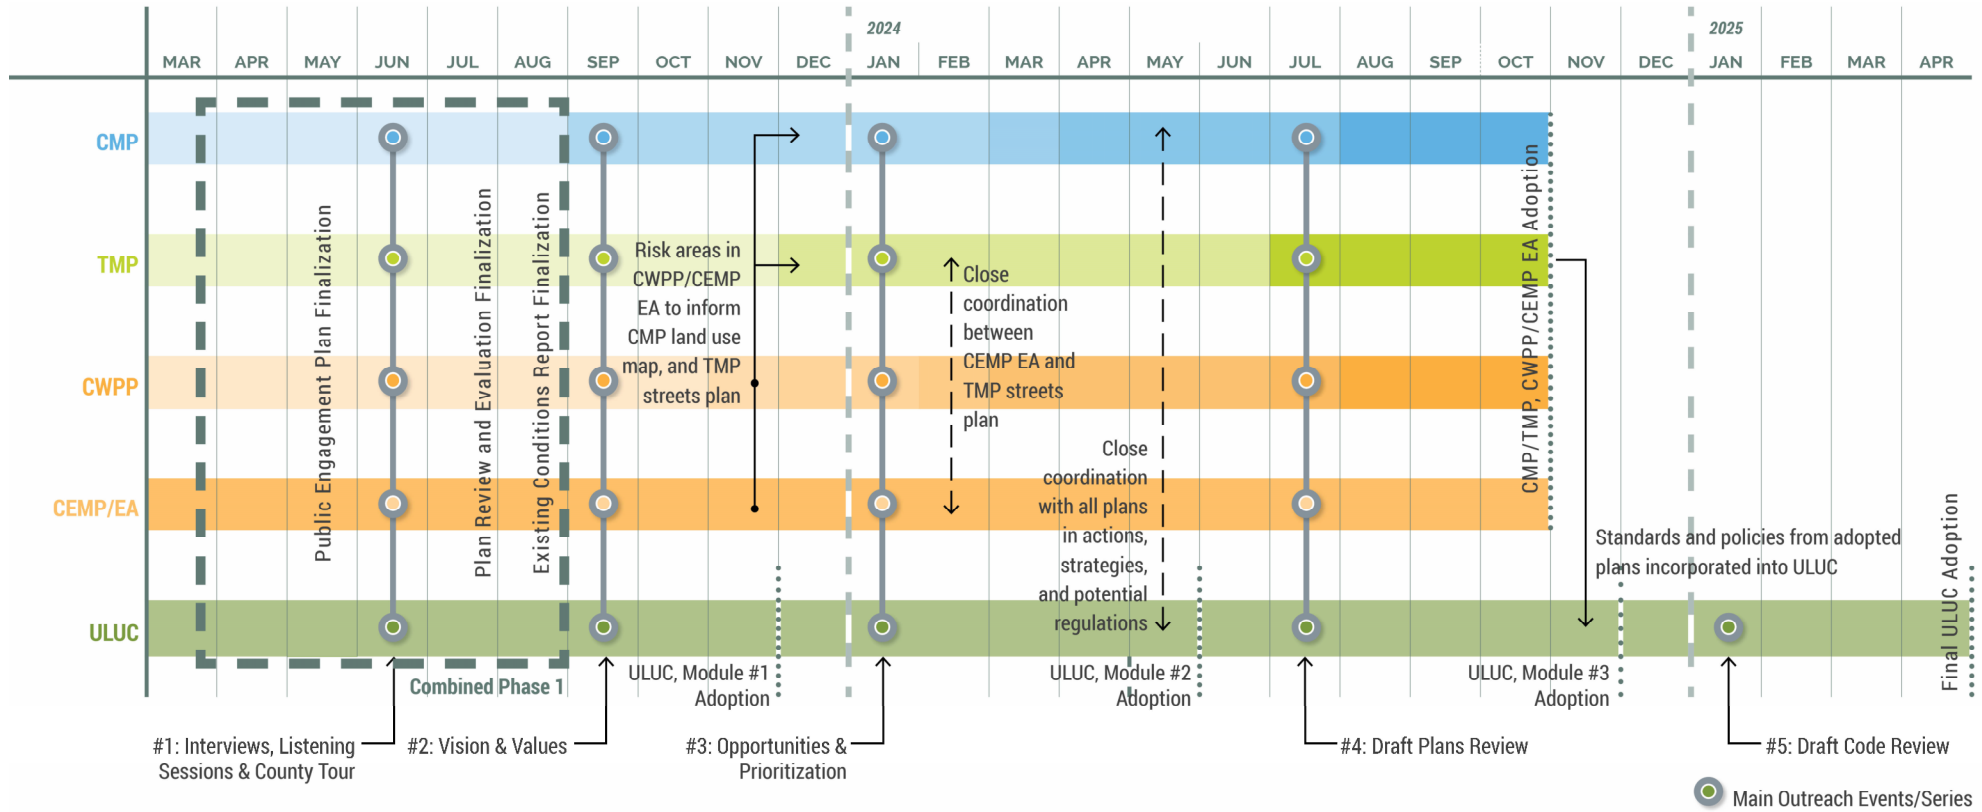 2024
2025
MAR APR MAY JUN JUL AUG SEP OCT NOV DEC JAN FEB MAR APR MAY JUN JUL AUG SEP OCT NOV DEC JAN FEB MAR APR
CMP
TMP
CWPP
CEMP/EA
ULUC
Public Engagement Plan Finalization
Plan Review and Evaluation Finalization
Existing Conditions Report Finalization
Combined Phase 1
Risk areas in
CWPP/CEMP
EA to inform
CMP land use
map, and TMP
streets plan
Close
coordination
between
CEMP EA and
TMP streets
plan
Close
coordination
with all plans
in actions,
strategies,
and potential
regulations
CMP/TMP, CWPP/CEMP EA Adoption
Standards and policies from adopted
plans incorporated into ULUC
Final ULUC Adoption
ULUC, Module #1
Adoption
ULUC, Module #2
Adoption
ULUC, Module #3
Adoption
#1: Interviews, Listening
Sessions & County Tour
#2: Vision & Values
#3: Opportunities &
Prioritization
#4: Draft Plans Review
#5: Draft Code Review
Main Outreach Events/Series